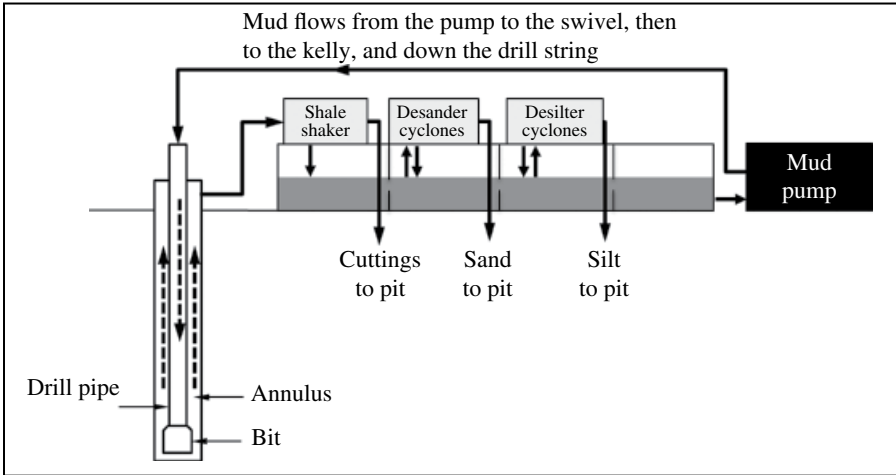 Mud flows from the pump to the swivel, then
to the kelly, and down the drill string
Shale
shaker
Desander
cyclones
Desilter
cyclones
Mud
pump
Cuttings
to pit
Sand
to pit
Silt
to pit
Drill pipe
Annulus
Bit